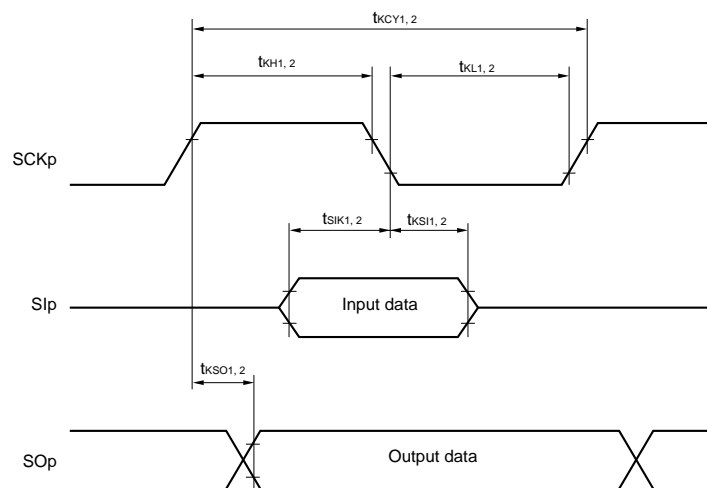 tKCY1, 2
tKH1, 2
tKL1, 2
SCKp
tSIK1, 2
tKSI1, 2
SIp
Input data
tKSO1, 2
SOp
Output data